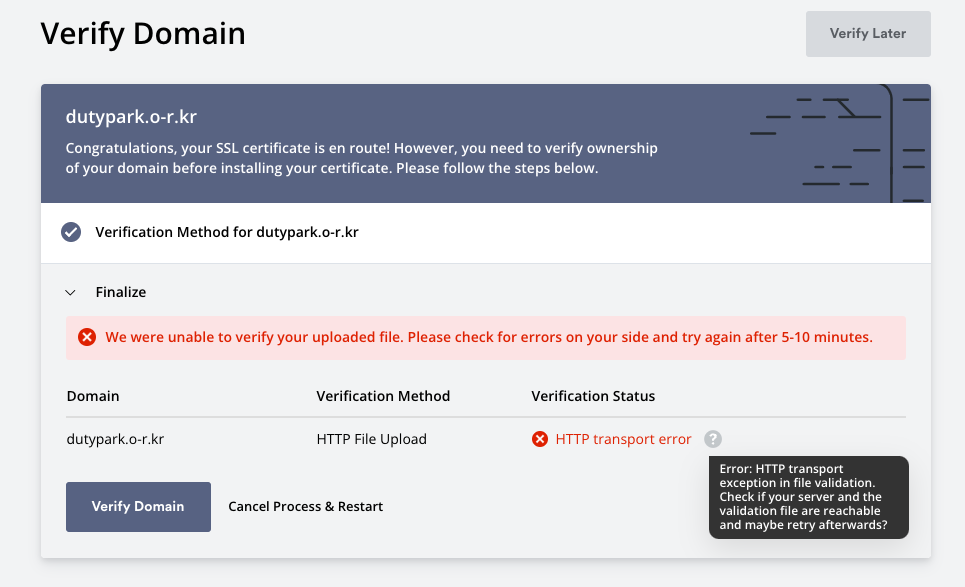 Verify Domain
Verify Later
dutypark.o-r.kr
Congratulations, your SSL certificate is en route! However, you need to verify ownership
of your domain before installing your certificate. Please follow the steps below.
Verification Method for dutypark.o-r.kr
Finalize
We were unable to verify your uploaded file. Please check for errors on your side and try again after 5-10 minutes.
Domain Verification Method Verification Status
dutypark.o-r.kr HTTP File Upload HTTP transport error ?
Error: HTTP transport
exception in file validation.
Check if your server and the
validation file are reachable
and maybe retry afterwards?
Verify Domain Cancel Process & Restart